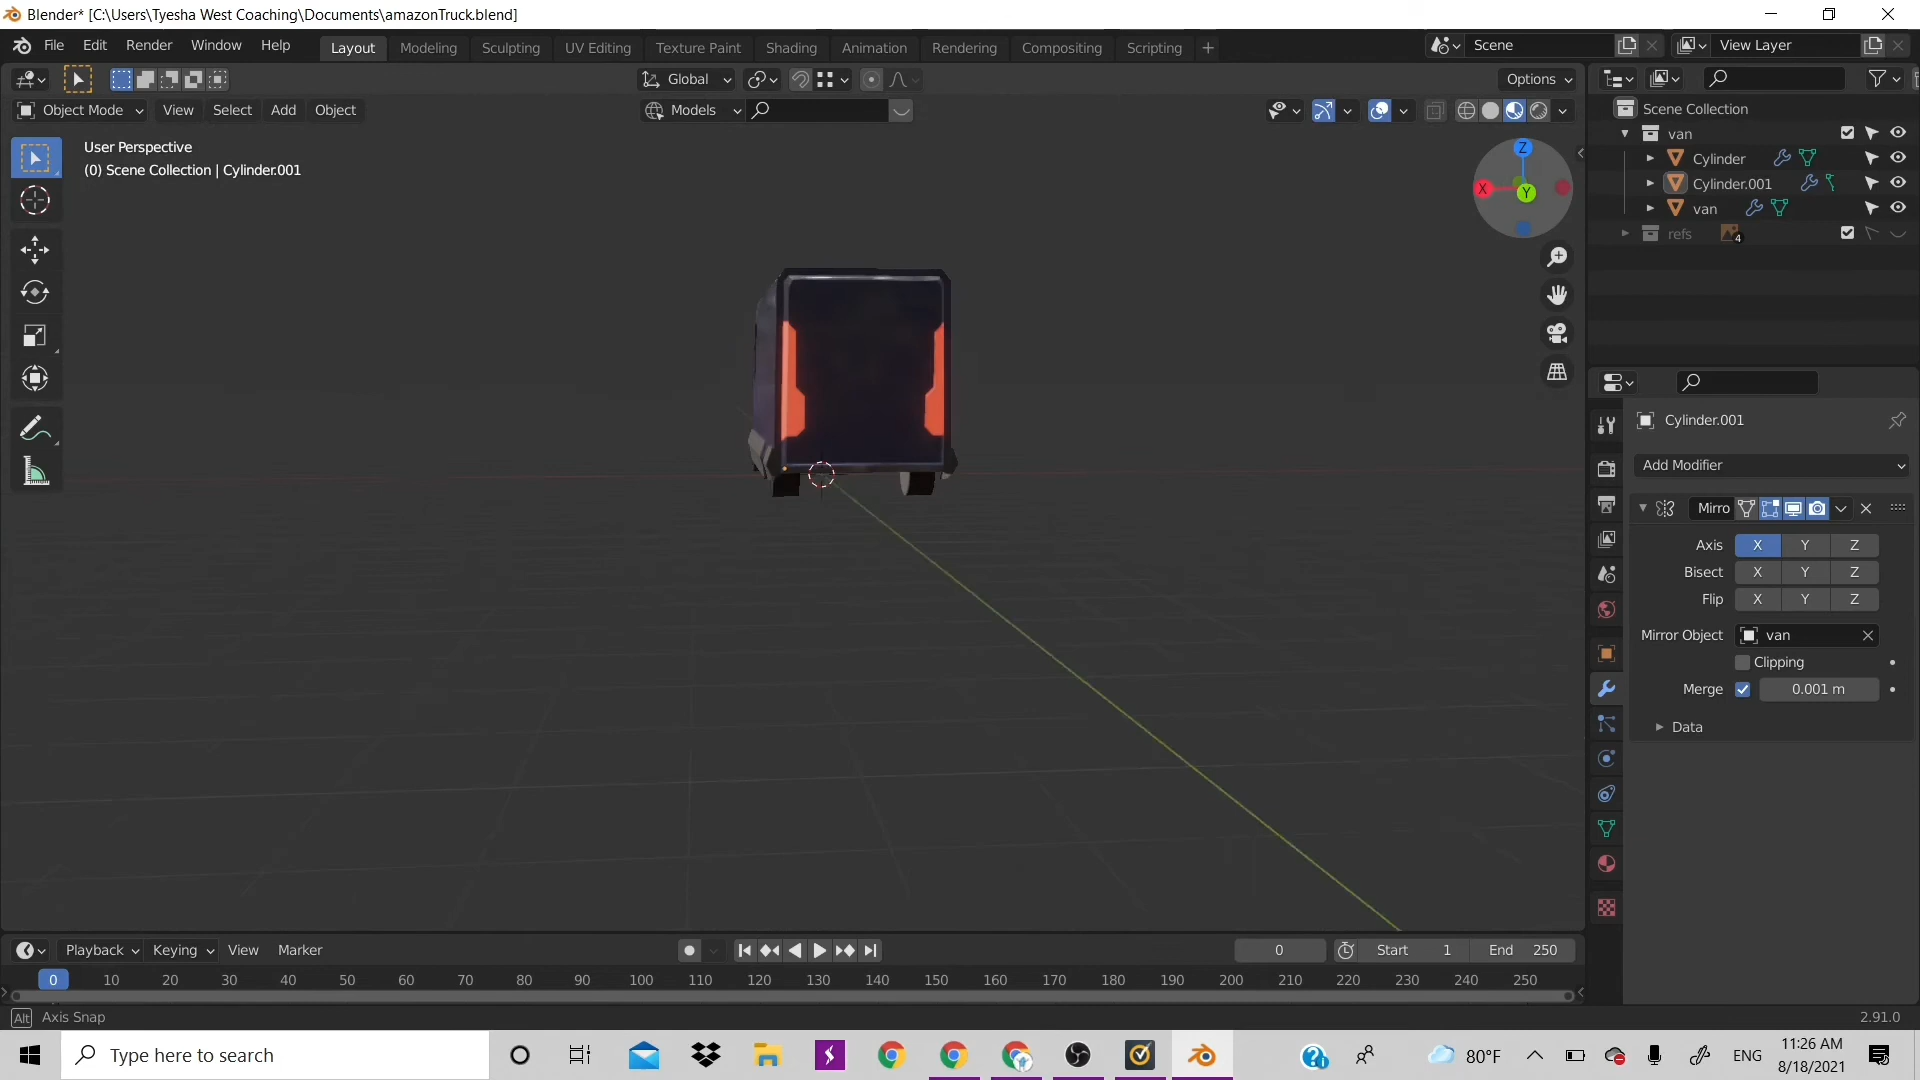 Blender* [C:\Users\Tyesha West Coaching\Documents\amazonTruck.blend]
File Edit Render Window Help Layout Modeling Sculpting UV Editing Texture Paint Shading Animation Rendering Compositing Scripting + Scene View Layer
Global Options
Object Mode View Select Add Object Models
User Perspective
(0) Scene Collection | Cylinder.001
Z
X
Y
Scene Collection
van
Cylinder
Cylinder.001
van
refs 4
Cylinder.001
Add Modifier
Mirro
Axis X Y Z
Bisect X Y Z
Flip X Y Z
Mirror Object van
Clipping
Merge 0.001 m
Data
Playback Keying View Marker 0 Start 1 End 250
0 10 20 30 40 50 60 70 80 90 100 110 120 130 140 150 160 170 180 190 200 210 220 230 240 250
Alt Axis Snap 2.91.0
Type here to search 80°F ENG 11:26 AM
8/18/2021